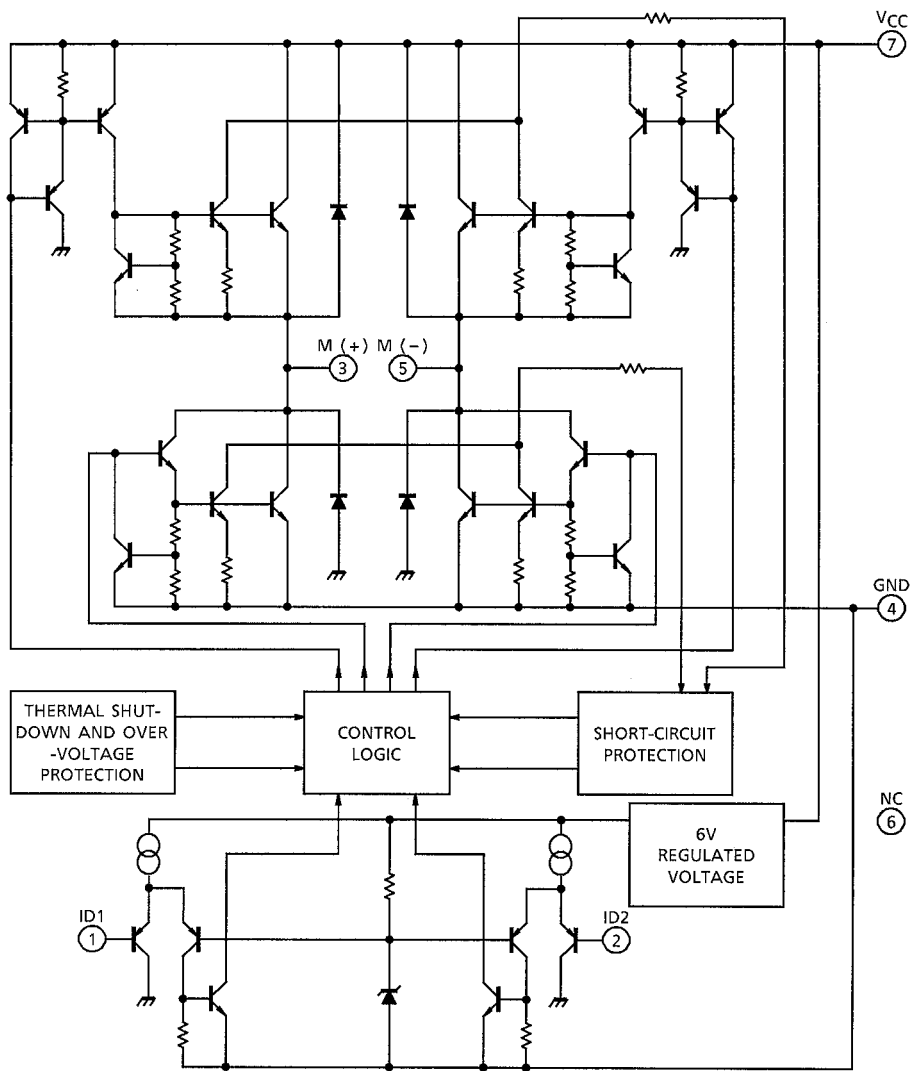 VCC
7
M (+) M (−)
3 5
GND
4
THERMAL SHUT-
DOWN AND OVER
-VOLTAGE
PROTECTION
CONTROL
LOGIC
SHORT-CIRCUIT
PROTECTION
NC
6
6V
REGULATED
VOLTAGE
ID1
1
ID2
2